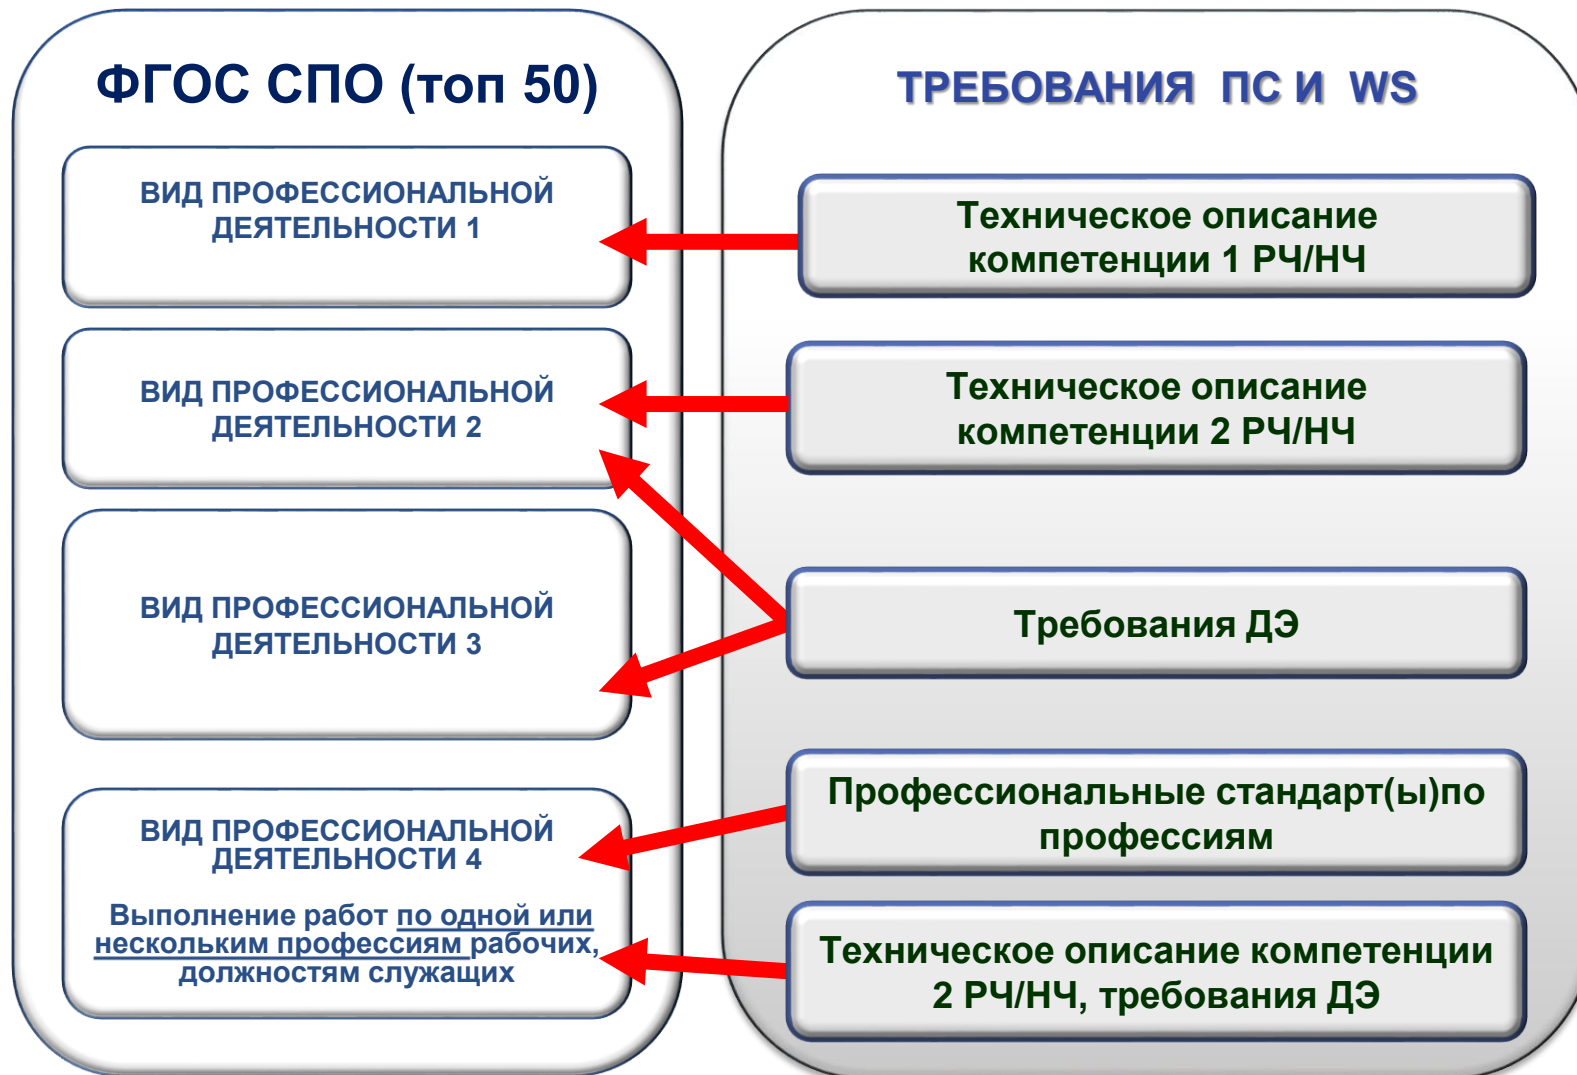 ФГОС СПО (топ 50)
ВИД ПРОФЕССИОНАЛЬНОЙ
ДЕЯТЕЛЬНОСТИ 1
ВИД ПРОФЕССИОНАЛЬНОЙ
ДЕЯТЕЛЬНОСТИ 2
ВИД ПРОФЕССИОНАЛЬНОЙ
ДЕЯТЕЛЬНОСТИ 3
ВИД ПРОФЕССИОНАЛЬНОЙ
ДЕЯТЕЛЬНОСТИ 4
Выполнение работ по одной или
нескольким профессиям рабочих,
должностям служащих
ТРЕБОВАНИЯ ПС И WS
Техническое описание
компетенции 1 РЧ/НЧ
Техническое описание
компетенции 2 РЧ/НЧ
Требования ДЭ
Профессиональные стандарт(ы)по
профессиям
Техническое описание компетенции
2 РЧ/НЧ, требования ДЭ